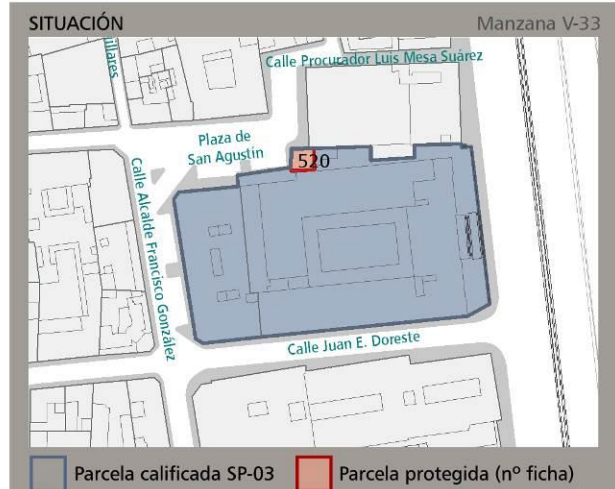 SITUACIÓN
Manzana V-33
Calle Procurador Luis Mesa Suárez
Plaza de
San Agustín
520
Calle Alcalde Francisco González
Calle Juan E. Doreste
Parcela calificada SP-03
Parcela protegida (nº ficha)